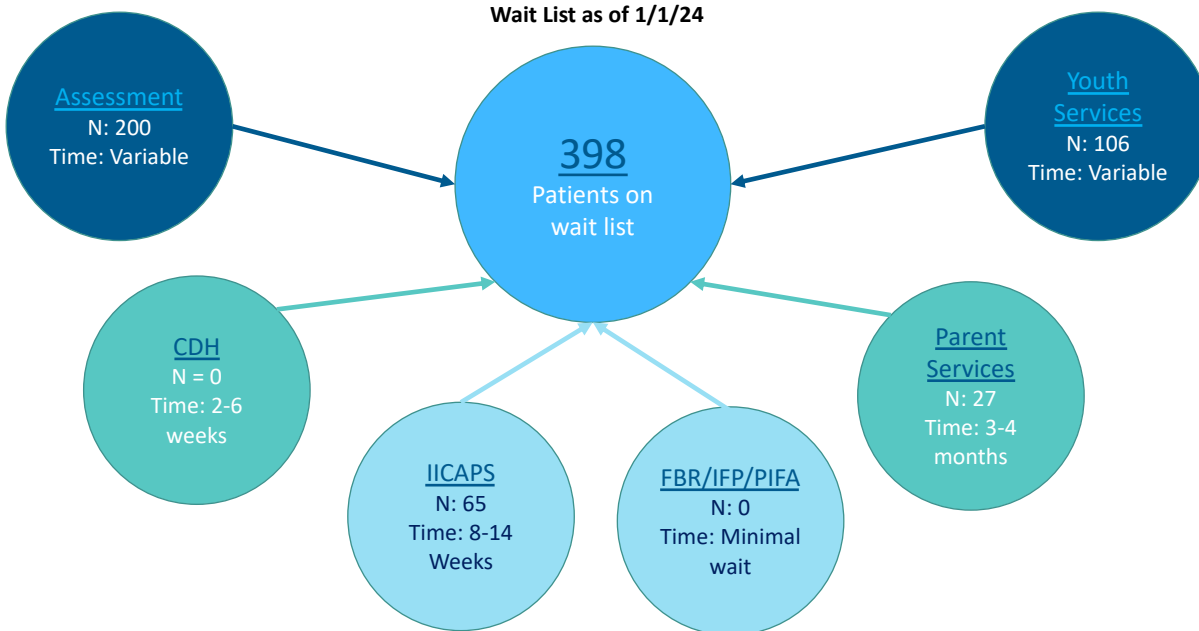 Wait List as of 1/1/24
Assessment
N: 200
Time: Variable
398
Patients on
wait list
Youth
Services
N: 106
Time: Variable
CDH
N = 0
Time: 2-6
weeks
IICAPS
N: 65
Time: 8-14
Weeks
FBR/IFP/PIFA
N: 0
Time: Minimal
wait
Parent
Services
N: 27
Time: 3-4
months